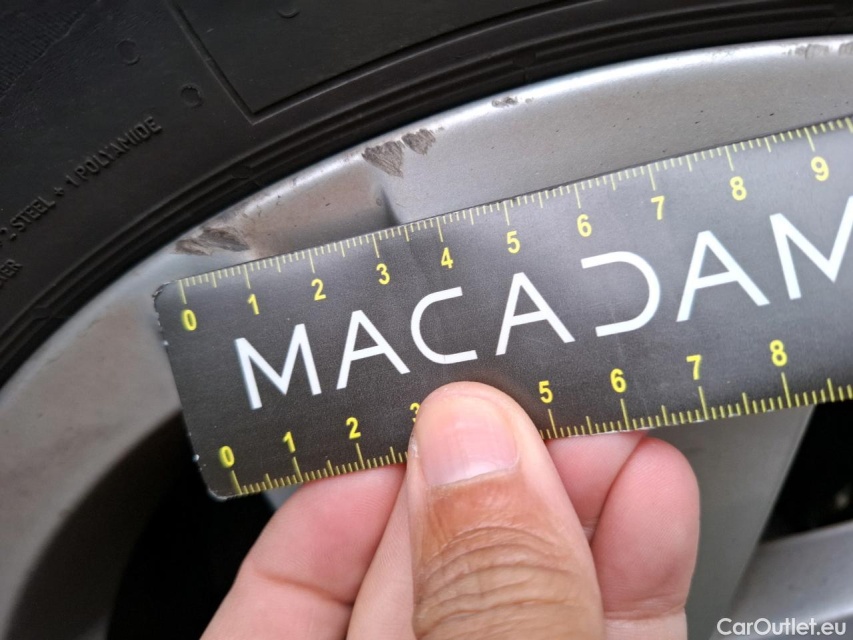 2 STEEL + 1 POLYAMIDE
0 1 2 3 4 5 6 7 8 9
MACADAM
0 1 2 3 5 6 7 8
CarOutlet.eu